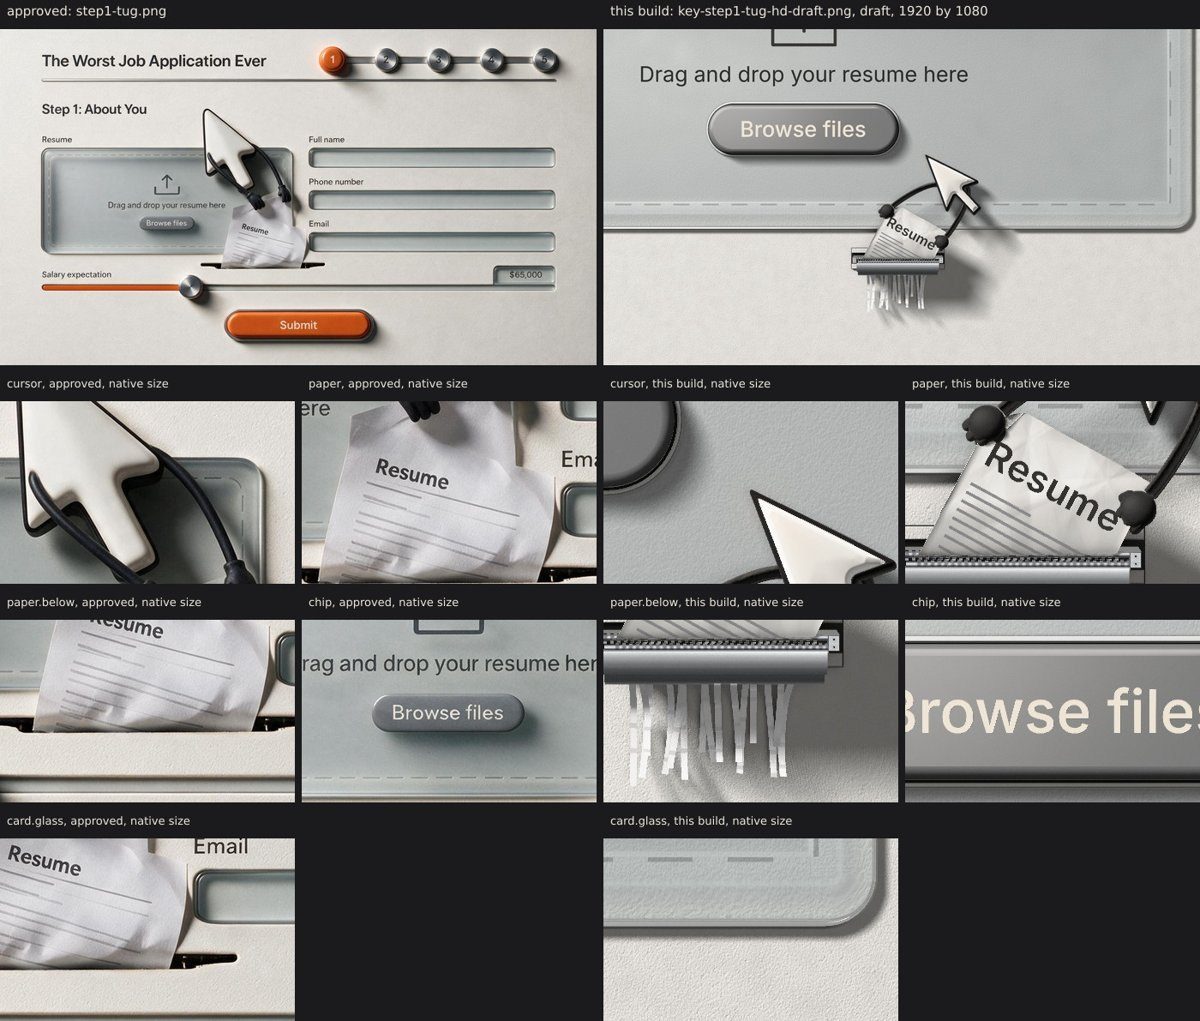 approved: step1-tug.png
this build: key-step1-tug-hd-draft.png, draft, 1920 by 1080
The Worst Job Application Ever
1
2
3
4
5
Step 1: About You
Resume
Full name
Phone number
Drag and drop your resume here
Browse files
Resume
Email
Salary expectation
$65,000
Submit
Drag and drop your resume here
Browse files
Resume
cursor, approved, native size
paper, approved, native size
cursor, this build, native size
paper, this build, native size
ere
Resume
Ema
Resume
paper.below, approved, native size
chip, approved, native size
paper.below, this build, native size
chip, this build, native size
Resume
rag and drop your resume her
Browse files
Browse files
card.glass, approved, native size
card.glass, this build, native size
Resume
Email